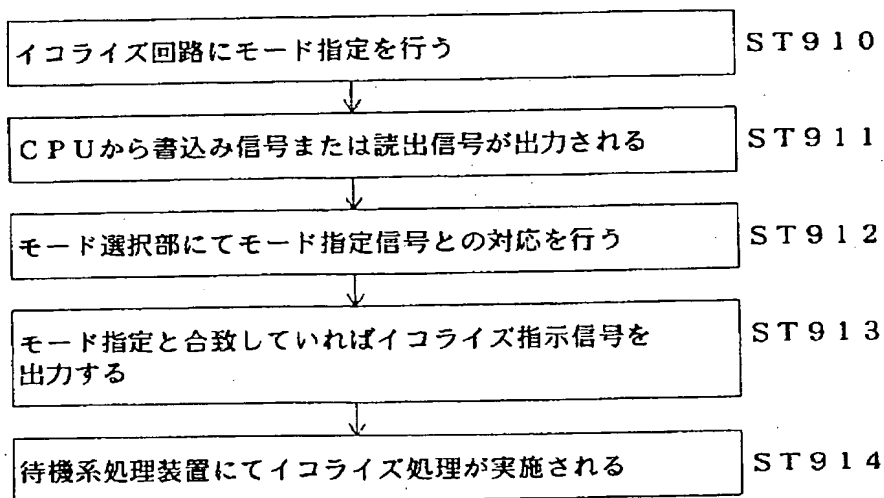 イコライズ回路にモード指定を行う
ST910
CPUから書込み信号または読出信号が出力される
ST911
モード選択部にてモード指定信号との対応を行う
ST912
モード指定と合致していればイコライズ指示信号を
出力する
ST913
待機系処理装置にてイコライズ処理が実施される
ST914